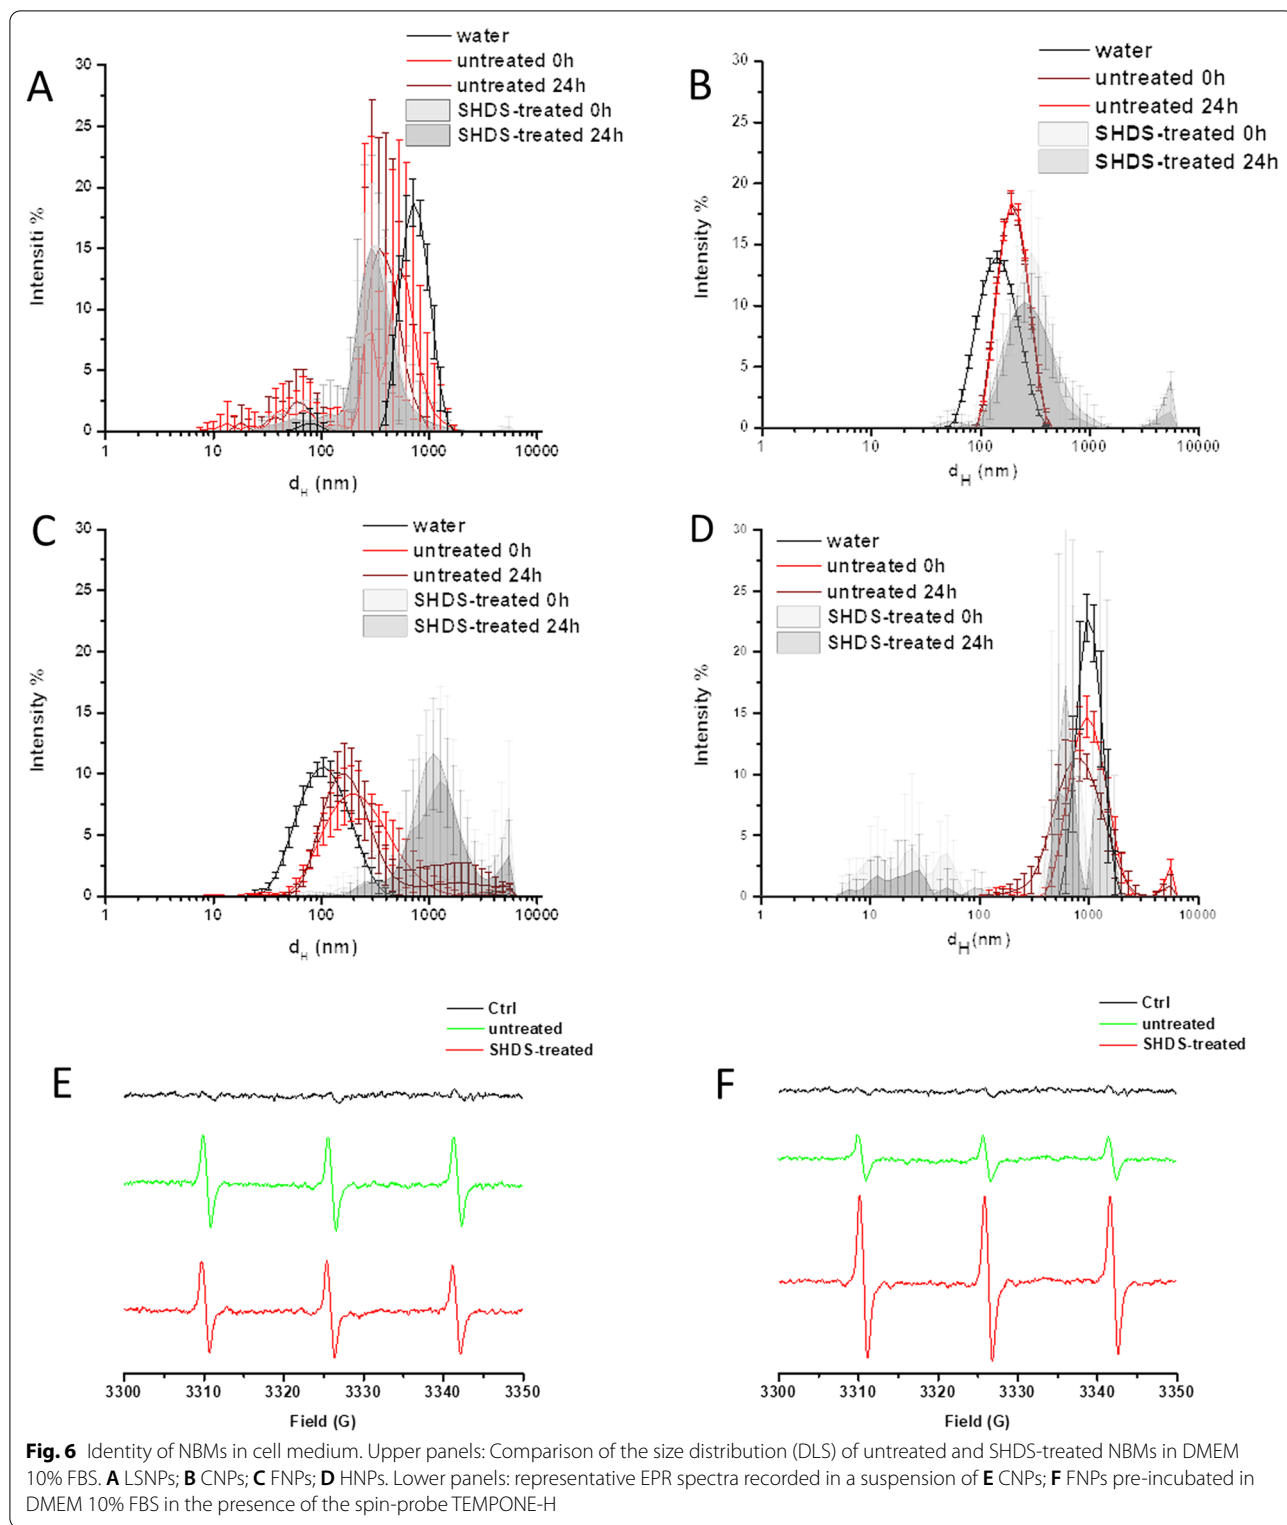 A
water
untreated 0h
untreated 24h
SHDS-treated 0h
SHDS-treated 24h
Intensiti %
30
25
20
15
10
5
0
1
10
100
1000
10000
d_H (nm)
B
water
untreated 0h
untreated 24h
SHDS-treated 0h
SHDS-treated 24h
Intensity %
30
25
20
15
10
5
0
1
10
100
1000
10000
d_H (nm)
C
water
untreated 0h
untreated 24h
SHDS-treated 0h
SHDS-treated 24h
Intensity %
30
25
20
15
10
5
0
1
10
100
1000
10000
d_H (nm)
D
water
untreated 0h
untreated 24h
SHDS-treated 0h
SHDS-treated 24h
Intensity %
30
25
20
15
10
5
0
1
10
100
1000
10000
d_H (nm)
E
Ctrl
untreated
SHDS-treated
3300 3310 3320 3330 3340 3350
Field (G)
F
Ctrl
untreated
SHDS-treated
3300 3310 3320 3330 3340 3350
Field (G)
Fig. 6 Identity of NBMs in cell medium. Upper panels: Comparison of the size distribution (DLS) of untreated and SHDS-treated NBMs in DMEM
10% FBS. A LSNPs; B CNPs; C FNPs; D HNPs. Lower panels: representative EPR spectra recorded in a suspension of E CNPs; F FNPs pre-incubated in
DMEM 10% FBS in the presence of the spin-probe TEMPONE-H